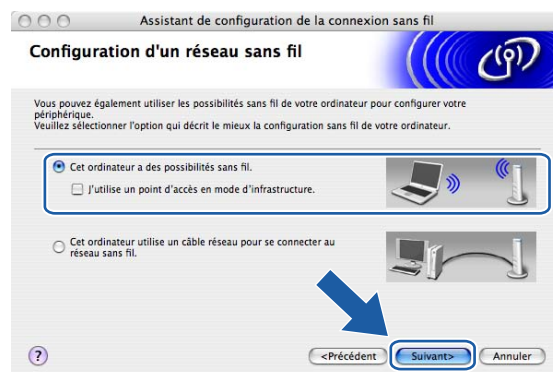 Assistant de configuration de la connexion sans fil
Configuration d'un réseau sans fil
Vous pouvez également utiliser les possibilités sans fil de votre ordinateur pour configurer votre
périphérique.
Veuillez sélectionner l'option qui décrit le mieux la configuration sans fil de votre ordinateur.
Cet ordinateur a des possibilités sans fil.
J'utilise un point d'accès en mode d'infrastructure.
Cet ordinateur utilise un câble réseau pour se connecter au
réseau sans fil.
? <Précédent Suivant> Annuler